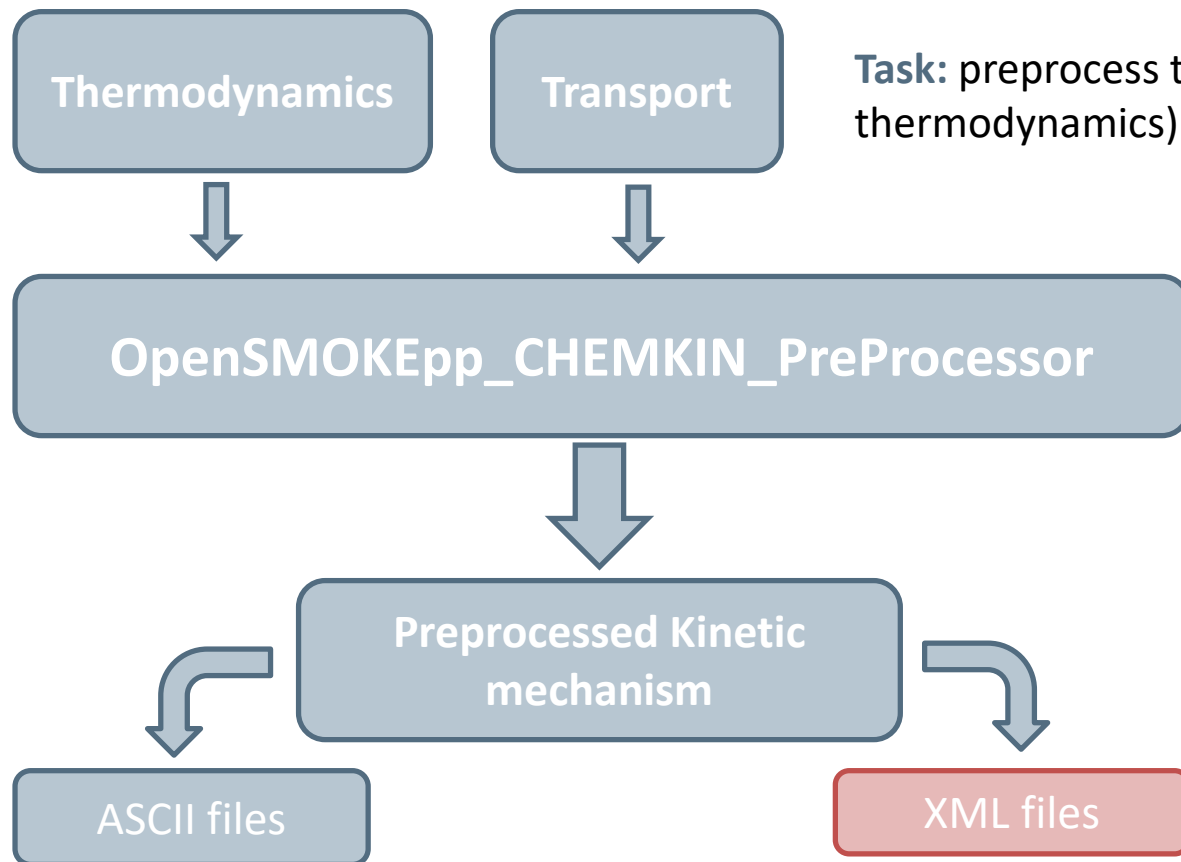 Thermodynamics
Transport
Task: preprocess t
thermodynamics)
OpenSMOKEpp_CHEMKIN_PreProcessor
Preprocessed Kinetic
mechanism
ASCII files
XML files